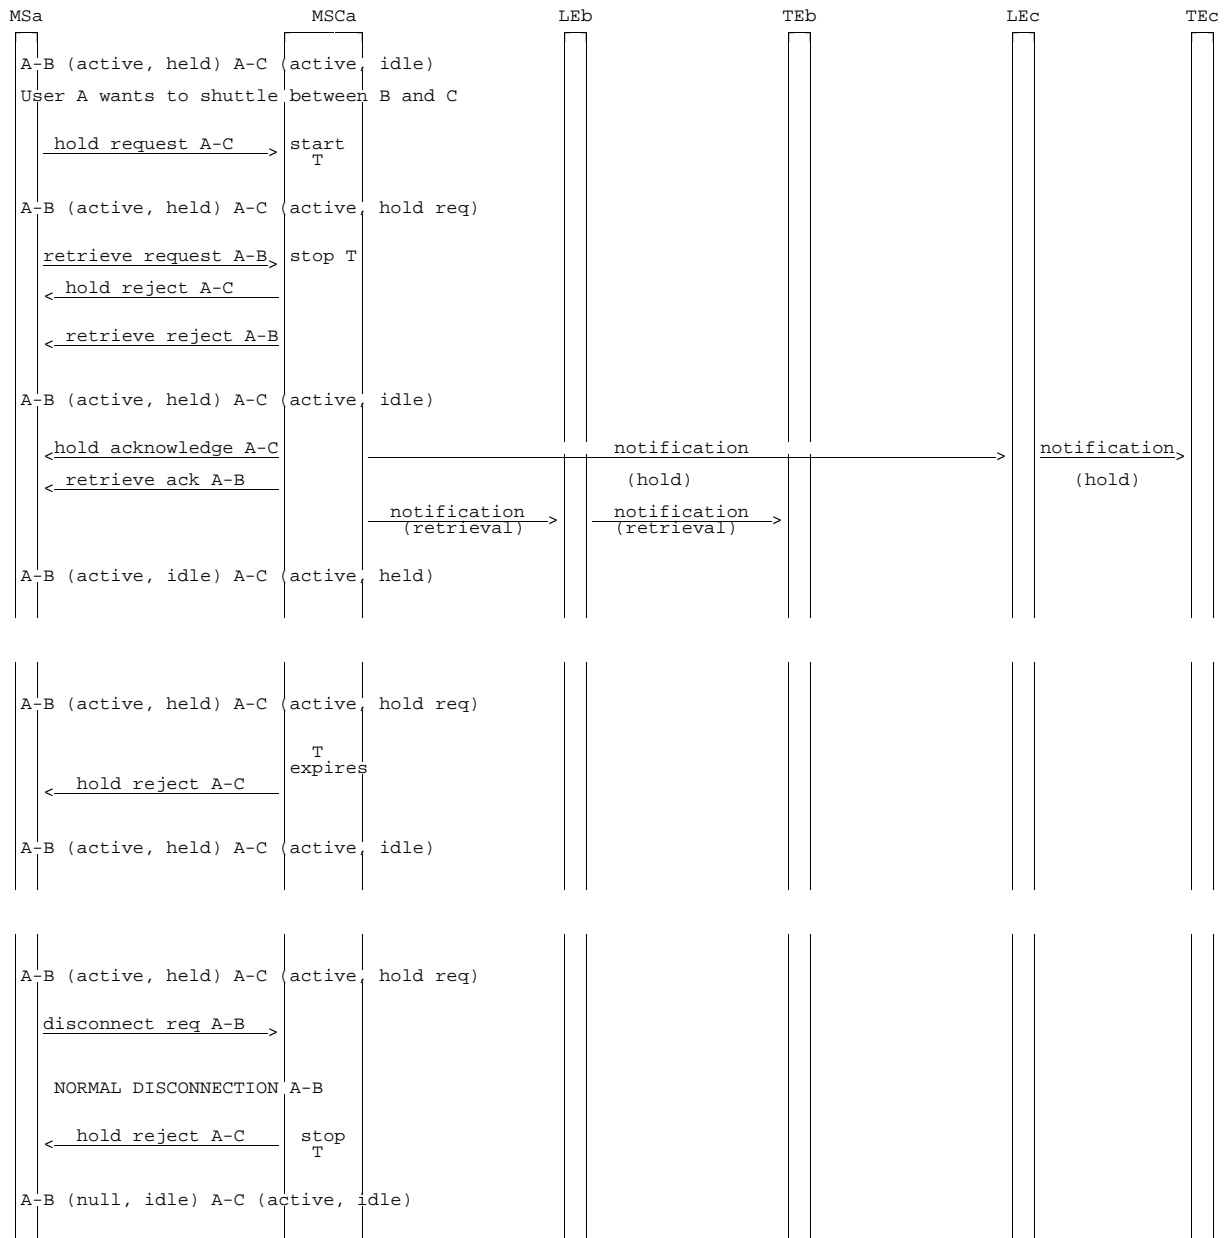 MSa MSCa LEb TEb LEc TEc
A-B (active, held) A-C (active, idle)
User A wants to shuttle between B and C
hold request A-C start
T
A-B (active, held) A-C (active, hold req)
retrieve request A-B stop T
hold reject A-C
retrieve reject A-B
A-B (active, held) A-C (active, idle)
hold acknowledge A-C notification notification
retrieve ack A-B (hold) (hold)
notification notification
(retrieval) (retrieval)
A-B (active, idle) A-C (active, held)
A-B (active, held) A-C (active, hold req)
T
expires
hold reject A-C
A-B (active, held) A-C (active, idle)
A-B (active, held) A-C (active, hold req)
disconnect req A-B
NORMAL DISCONNECTION A-B
hold reject A-C stop
T
A-B (null, idle) A-C (active, idle)